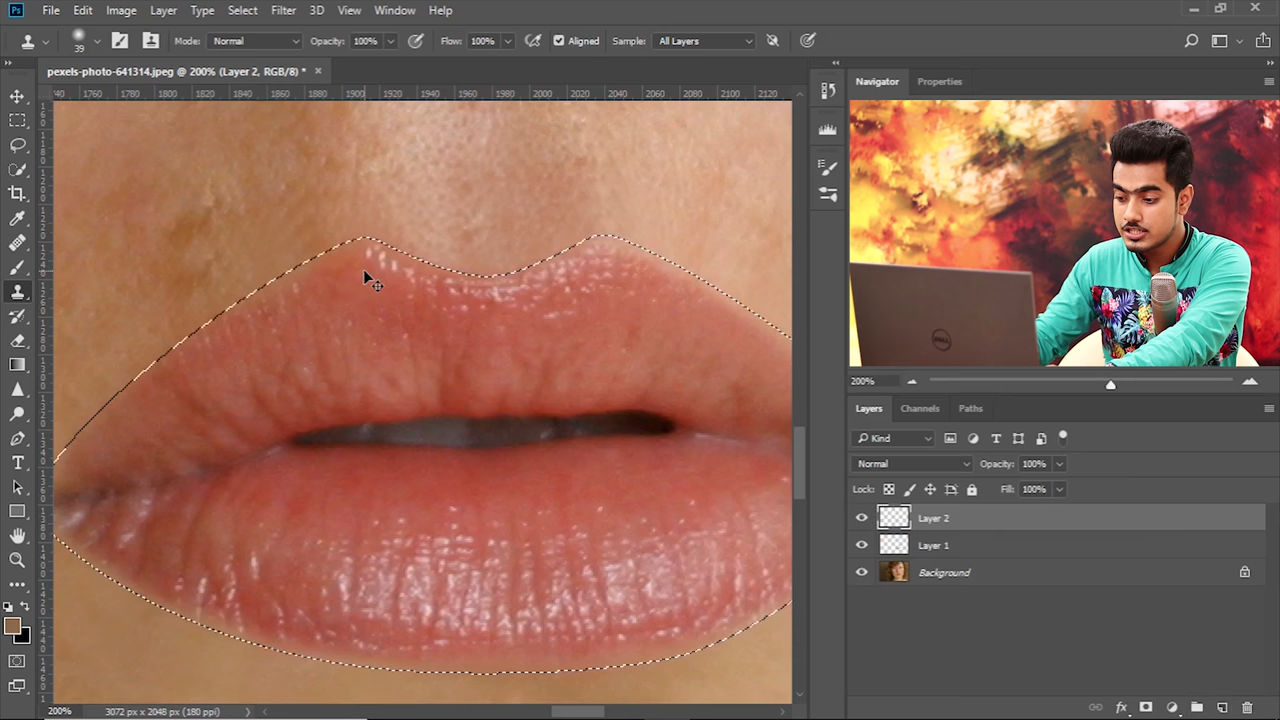 Ps File Edit Image Layer Type Select Filter 3D View Window Help
39 Mode: Normal Opacity: 100% Flow: 100% Aligned Sample: All Layers
pexels-photo-641314.jpeg @ 200% (Layer 2, RGB/8) * ×
1760 1780 1800 1820 1840 1860 1880 1900 1920 1940 1960 1980 2000 2020 2040 2060 2080 2100 2120
Navigator Properties
DELL
200%
Layers Channels Paths
Kind
Normal Opacity: 100%
Lock: Fill: 100%
Layer 2
Layer 1
Background
200% 3072 px x 2048 px (180 ppi)
fx